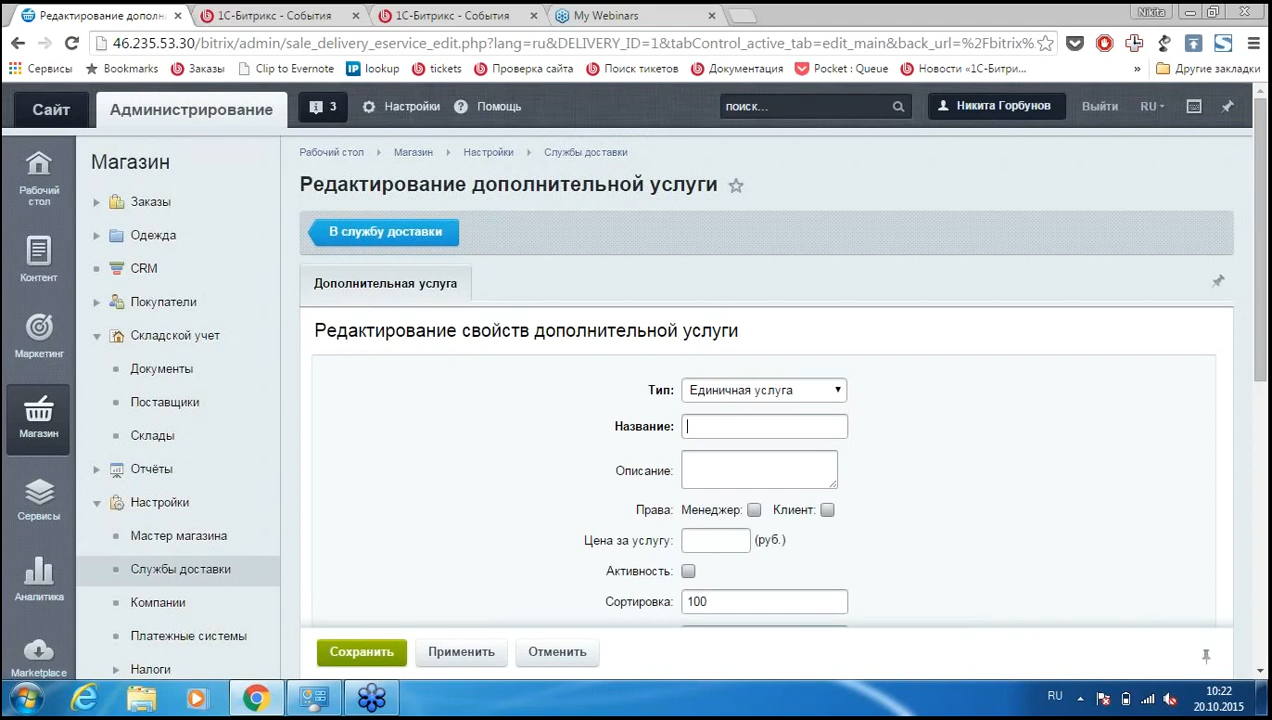 Редактирование дополн
1С-Битрикс - События
1С-Битрикс - События
My Webinars
Nikita
46.235.53.30/bitrix/admin/sale_delivery_eservice_edit.php?lang=ru&DELIVERY_ID=1&tabControl_active_tab=edit_main&back_url=%2Fbitrix%
Сервисы
Bookmarks
Заказы
Clip to Evernote
IP lookup
tickets
Проверка сайта
Поиск тикетов
Документация
Pocket : Queue
Новости «1С-Битри...
»
Другие закладки
Сайт
Администрирование
3
Настройки
Помощь
поиск...
Никита Горбунов
Выйти
RU
Рабочий стол
Контент
Маркетинг
Магазин
Сервисы
Аналитика
Marketplace
Магазин
Заказы
Одежда
CRM
Покупатели
Складской учет
Документы
Поставщики
Склады
Отчёты
Настройки
Мастер магазина
Службы доставки
Компании
Платежные системы
Налоги
Рабочий стол
Магазин
Настройки
Службы доставки
Редактирование дополнительной услуги
В службу доставки
Дополнительная услуга
Редактирование свойств дополнительной услуги
Тип: Единичная услуга
Название:
Описание:
Права: Менеджер: Клиент:
Цена за услугу: (руб.)
Активность:
Сортировка: 100
Сохранить
Применить
Отменить
RU
10:22
20.10.2015